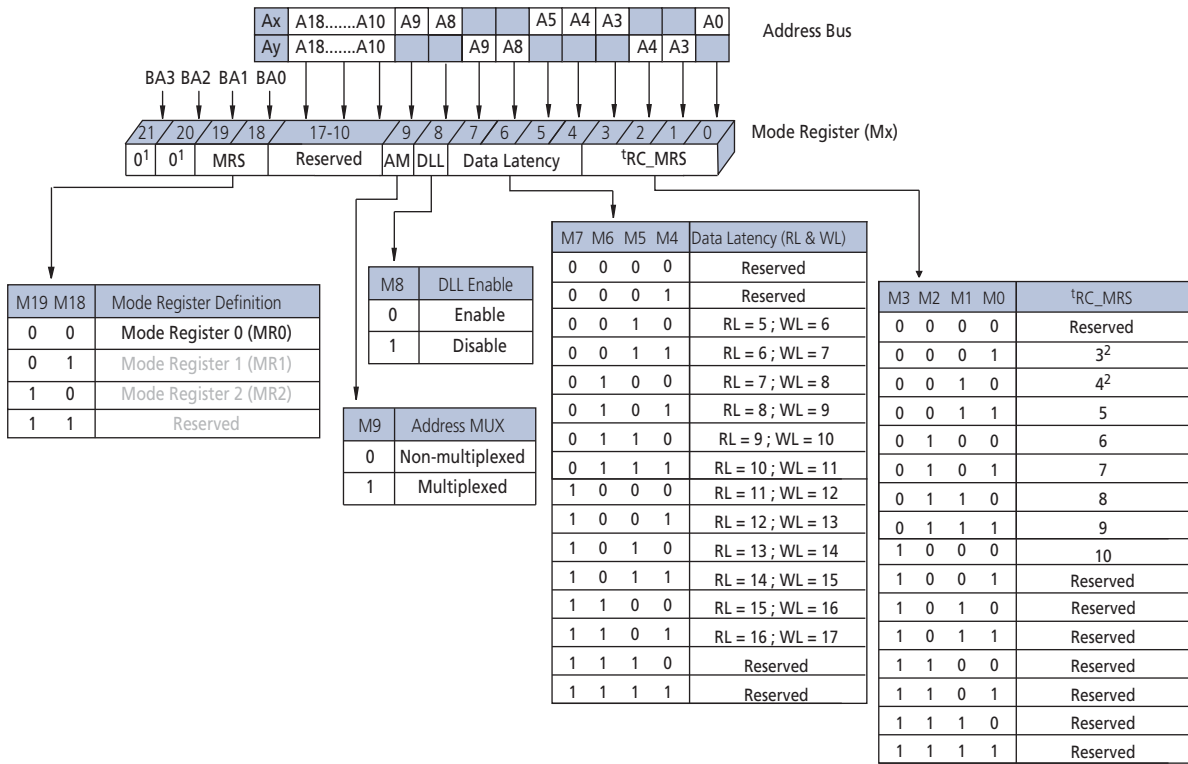 Ax A18.......A10 A9 A8 A5 A4 A3 A0
Ay A18.......A10 A9 A8 A4 A3
Address Bus
BA3 BA2 BA1 BA0
21 20 19 18 17-10 9 8 7 6 5 4 3 2 1 0
Mode Register (Mx)
0¹ 0¹ MRS Reserved AM DLL Data Latency tRC_MRS
M19 M18 Mode Register Definition
0 0 Mode Register 0 (MR0)
0 1 Mode Register 1 (MR1)
1 0 Mode Register 2 (MR2)
1 1 Reserved
M8 DLL Enable
0 Enable
1 Disable
M9 Address MUX
0 Non-multiplexed
1 Multiplexed
M7 M6 M5 M4 Data Latency (RL & WL)
0 0 0 0 Reserved
0 0 0 1 Reserved
0 0 1 0 RL = 5 ; WL = 6
0 0 1 1 RL = 6 ; WL = 7
0 1 0 0 RL = 7 ; WL = 8
0 1 0 1 RL = 8 ; WL = 9
0 1 1 0 RL = 9 ; WL = 10
0 1 1 1 RL = 10 ; WL = 11
1 0 0 0 RL = 11 ; WL = 12
1 0 0 1 RL = 12 ; WL = 13
1 0 1 0 RL = 13 ; WL = 14
1 0 1 1 RL = 14 ; WL = 15
1 1 0 0 RL = 15 ; WL = 16
1 1 0 1 RL = 16 ; WL = 17
1 1 1 0 Reserved
1 1 1 1 Reserved
M3 M2 M1 M0 tRC_MRS
0 0 0 0 Reserved
0 0 0 1 3²
0 0 1 0 4²
0 0 1 1 5
0 1 0 0 6
0 1 0 1 7
0 1 1 0 8
0 1 1 1 9
1 0 0 0 10
1 0 0 1 Reserved
1 0 1 0 Reserved
1 0 1 1 Reserved
1 1 0 0 Reserved
1 1 0 1 Reserved
1 1 1 0 Reserved
1 1 1 1 Reserved